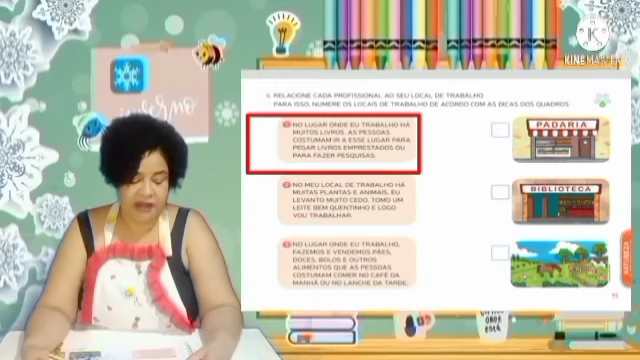 K
KINEMASTER
inverno
6. RELACIONE CADA PROFISSIONAL AO SEU LOCAL DE TRABALHO
PARA ISSO, NUMERE OS LOCAIS DE TRABALHO DE ACORDO COM AS DICAS DOS QUADROS.
1 NO LUGAR ONDE EU TRABALHO HÁ
MUITOS LIVROS. AS PESSOAS
COSTUMAM IR A ESSE LUGAR PARA
PEGAR LIVROS EMPRESTADOS OU
PARA FAZER PESQUISAS.
PADARIA
2 NO MEU LOCAL DE TRABALHO HÁ
MUITAS PLANTAS E ANIMAIS. EU
LEVANTO MUITO CEDO, TOMO UM
LEITE BEM QUENTINHO E LOGO
VOU TRABALHAR.
BIBLIOTECA
3 NO LUGAR ONDE EU TRABALHO,
FAZEMOS E VENDEMOS PÃES,
DOCES, BOLOS E OUTROS
ALIMENTOS QUE AS PESSOAS
COSTUMAM COMER NO CAFÉ DA
MANHÃ OU NO LANCHE DA TARDE.
NATUREZA
onde
está